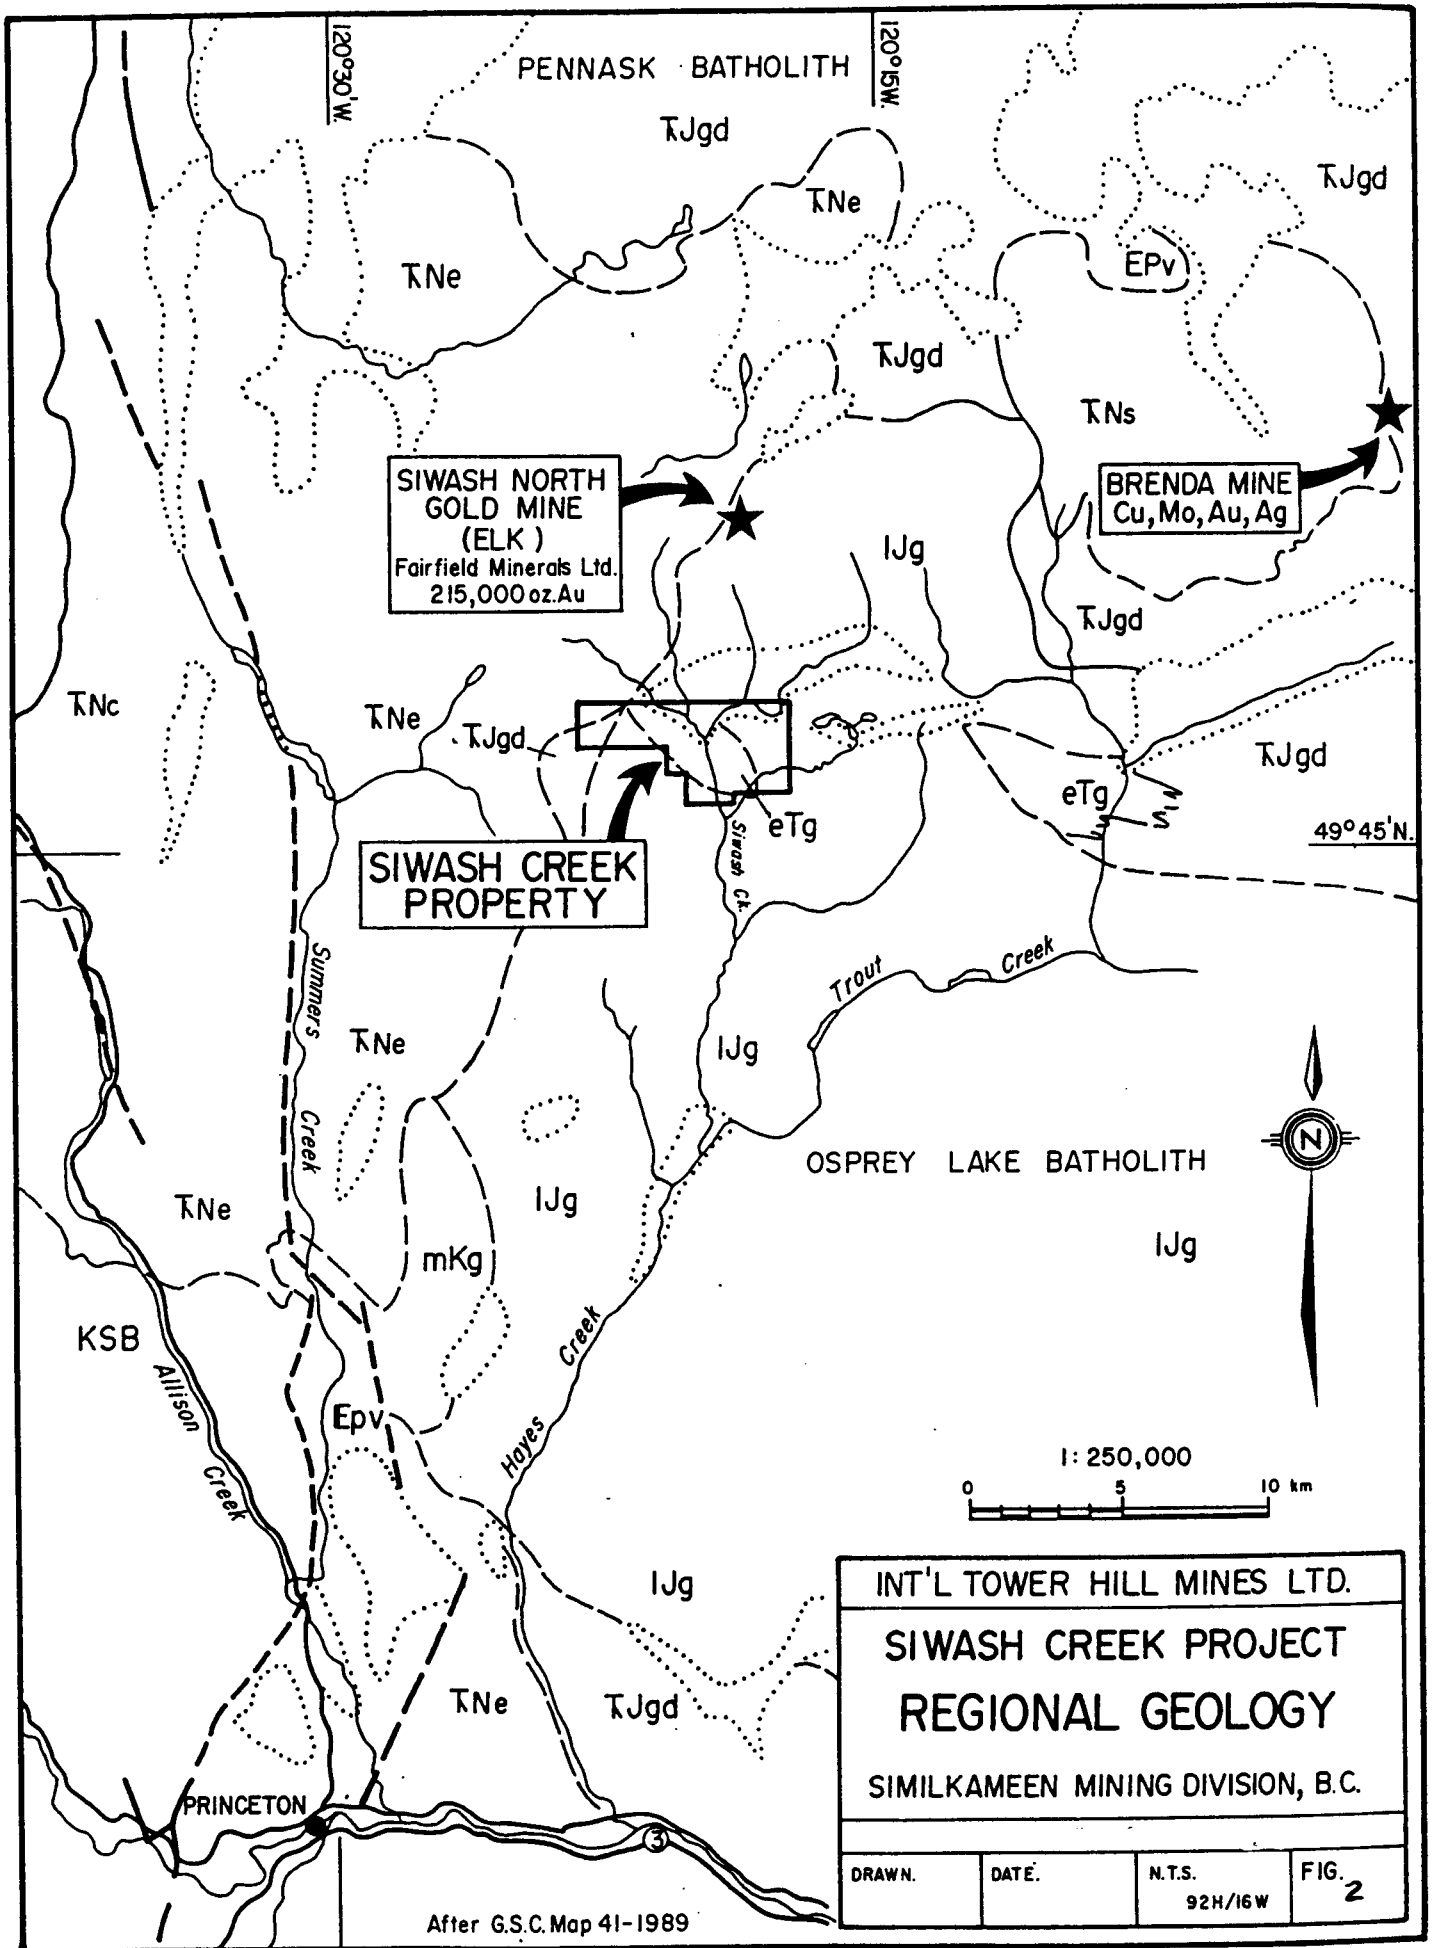 120°30'W.
120°15'W.
PENNASK BATHOLITH
TJgd
TJgd
TNe
TNe
EPv
TJgd
TNs
SIWASH NORTH
GOLD MINE
(ELK)
Fairfield Minerals Ltd.
215,000 oz.Au
BRENDA MINE
Cu, Mo, Au, Ag
lJg
TJgd
TNc
TNe
TJgd
TJgd
eTg
eTg
49°45'N.
SIWASH CREEK
PROPERTY
Siwash Ck.
Summers Creek
Trout Creek
TNe
lJg
N
OSPREY LAKE BATHOLITH
TNe
lJg
lJg
mKg
KSB
Allison Creek
Hayes Creek
Epv
1:250,000
0 5 10 km
lJg
TNe
TJgd
PRINCETON
3
After G.S.C. Map 41-1989
INT'L TOWER HILL MINES LTD.
SIWASH CREEK PROJECT
REGIONAL GEOLOGY
SIMILKAMEEN MINING DIVISION, B.C.
DRAWN.
DATE.
N.T.S.
92H/16W
FIG.
2